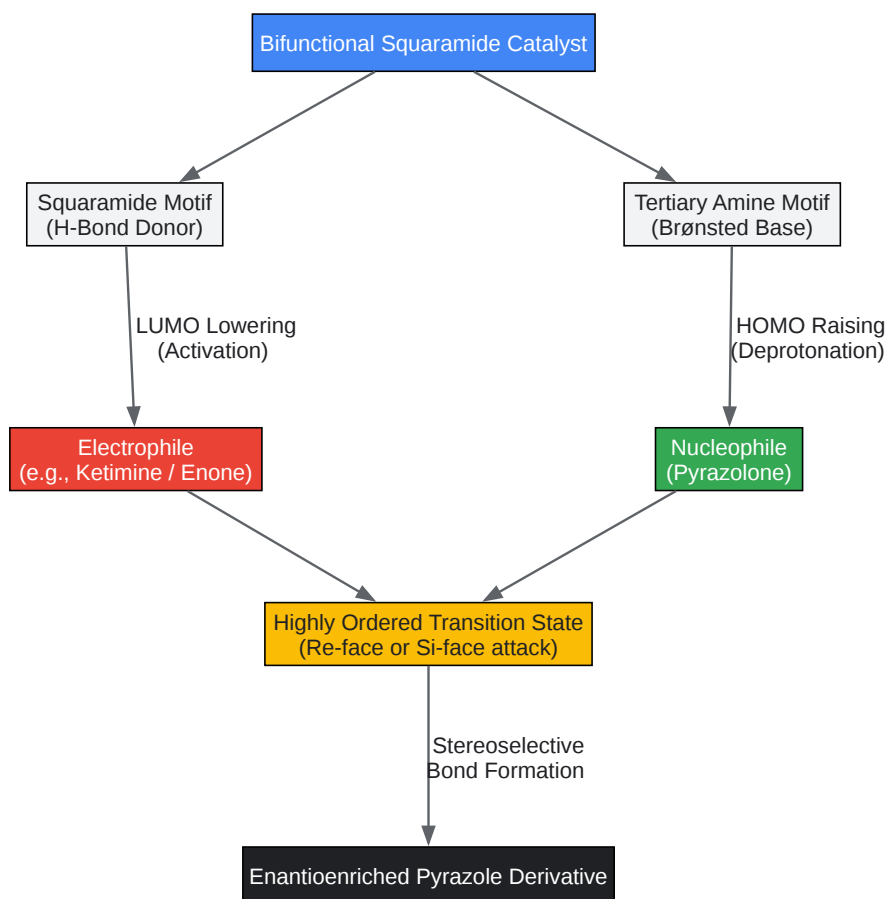 Bifunctional Squaramide Catalyst
Squaramide Motif
(H-Bond Donor)
Tertiary Amine Motif
(Brønsted Base)
LUMO Lowering
(Activation)
HOMO Raising
(Deprotonation)
Electrophile
(e.g., Ketimine / Enone)
Nucleophile
(Pyrazolone)
Highly Ordered Transition State
(Re-face or Si-face attack)
Stereoselective
Bond Formation
Enantioenriched Pyrazole Derivative